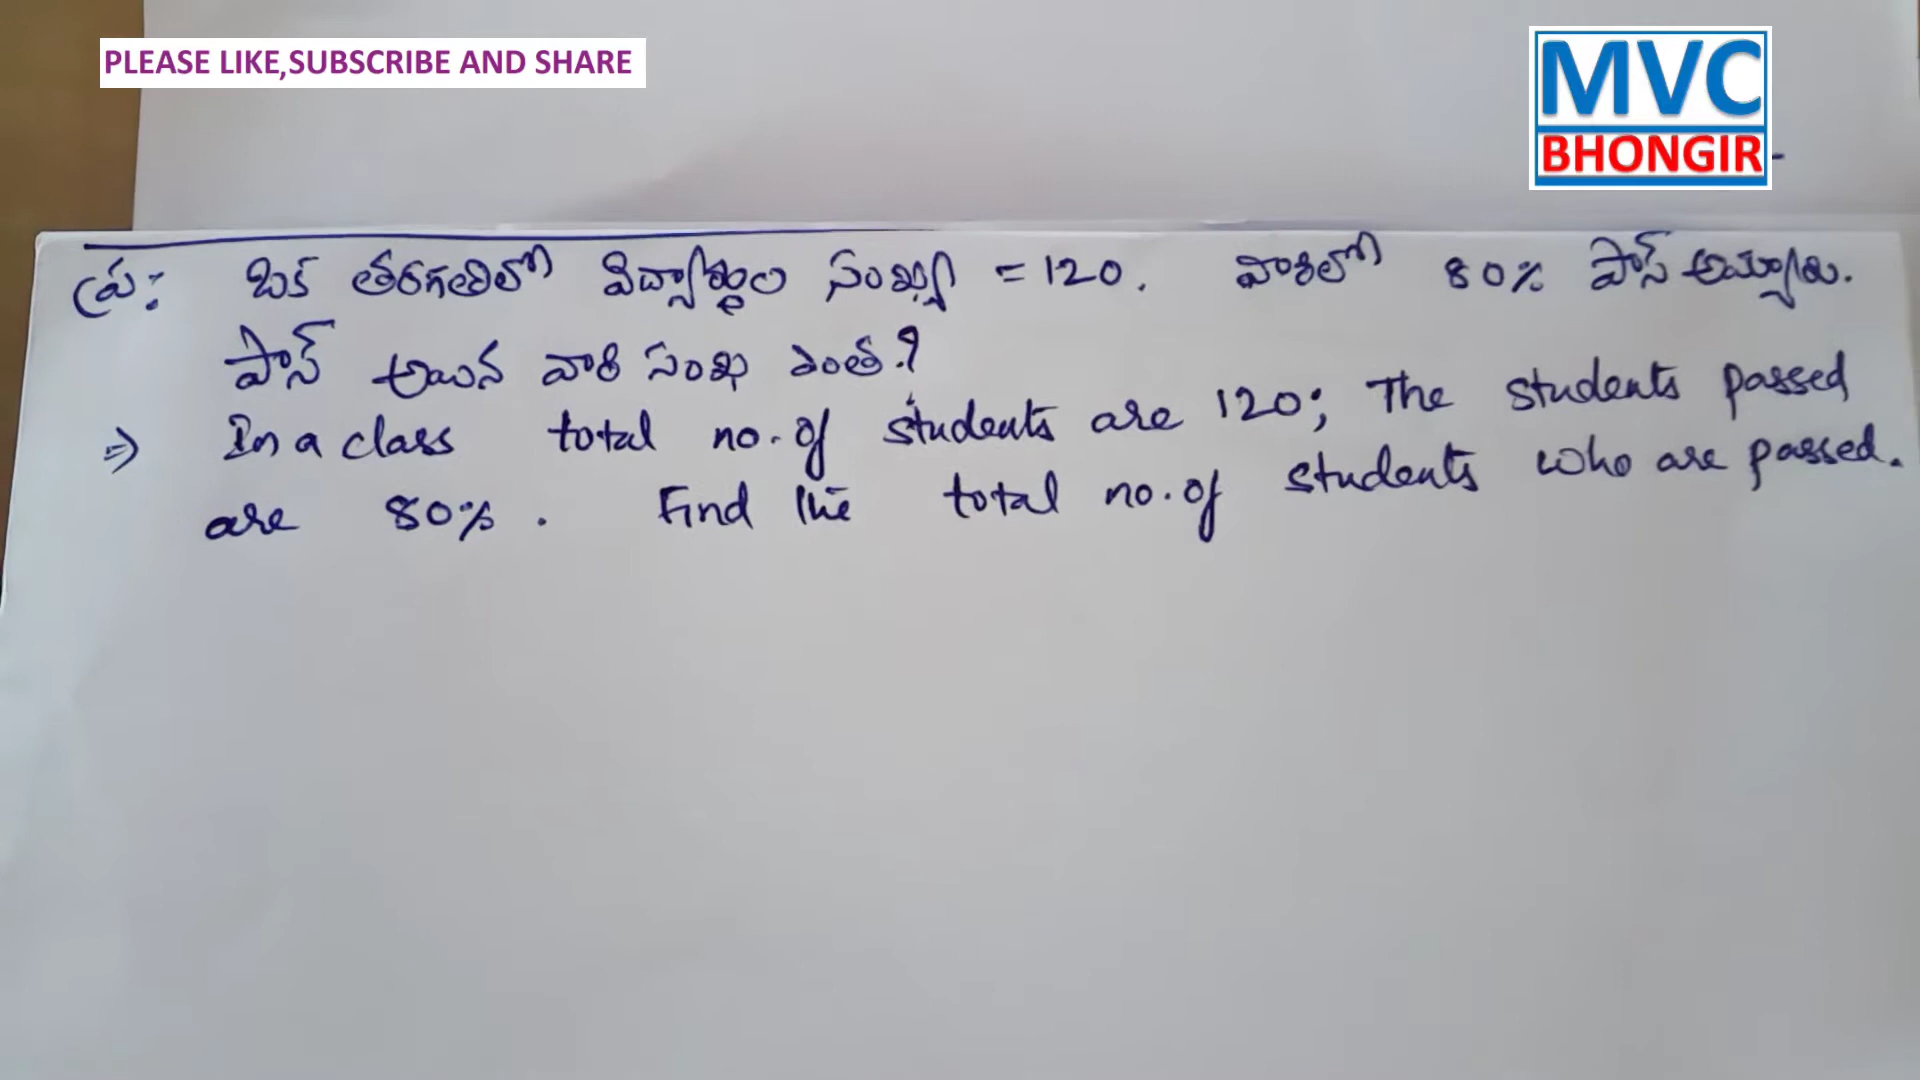 PLEASE LIKE,SUBSCRIBE AND SHARE
MVC
BHONGIR
ప్ర: ఒక తరగతిలో విద్యార్థుల సంఖ్య = 120. వారిలో 80% పాస్ అయ్యారు.
పాస్ అయిన వారి సంఖ్య ఎంత?
⇒ In a class total no. of students are 120; The students passed
are 80%. Find the total no. of students who are passed.